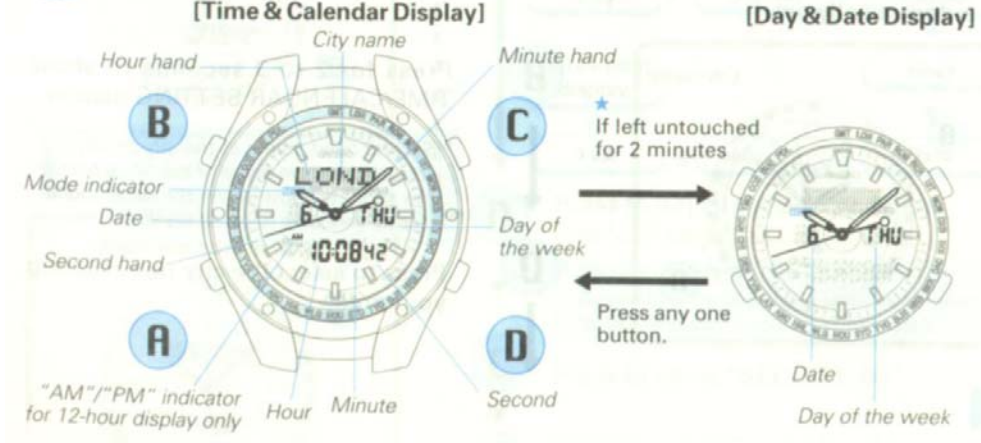 [Time & Calendar Display]
[Day & Date Display]
City name
Hour hand
Minute hand
B
C
★
If left untouched
for 2 minutes
LOND
Mode indicator
6 THU
Date
Day of
the week
6 THU
AM
10:08 42
Second hand
Press any one
button.
A
D
Date
"AM"/"PM" indicator
for 12-hour display only
Hour
Minute
Second
Day of the week